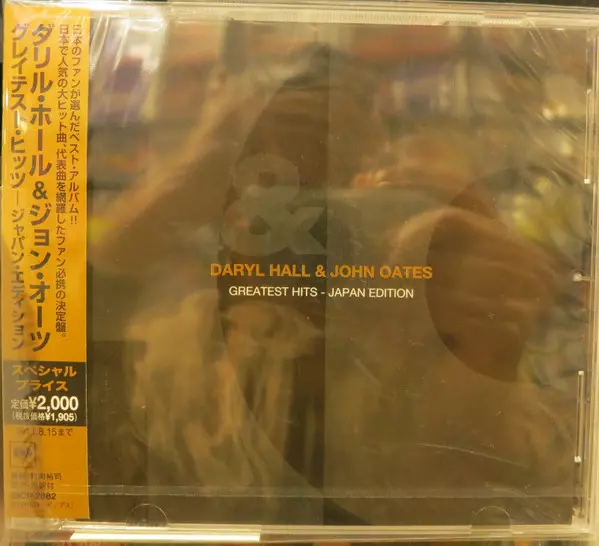 日本のファンが選んだベスト・アルバム!!
日本で人気の大ヒット曲、代表曲を網羅したファン必携の決定盤。
ダリル・ホール&ジョン・オーツ
グレイテスト・ヒッツ – ジャパン・エディション
スペシャル
プライス
定価¥2,000
(税抜価格¥1,905)
8.15まで
&
DARYL HALL & JOHN OATES
GREATEST HITS – JAPAN EDITION